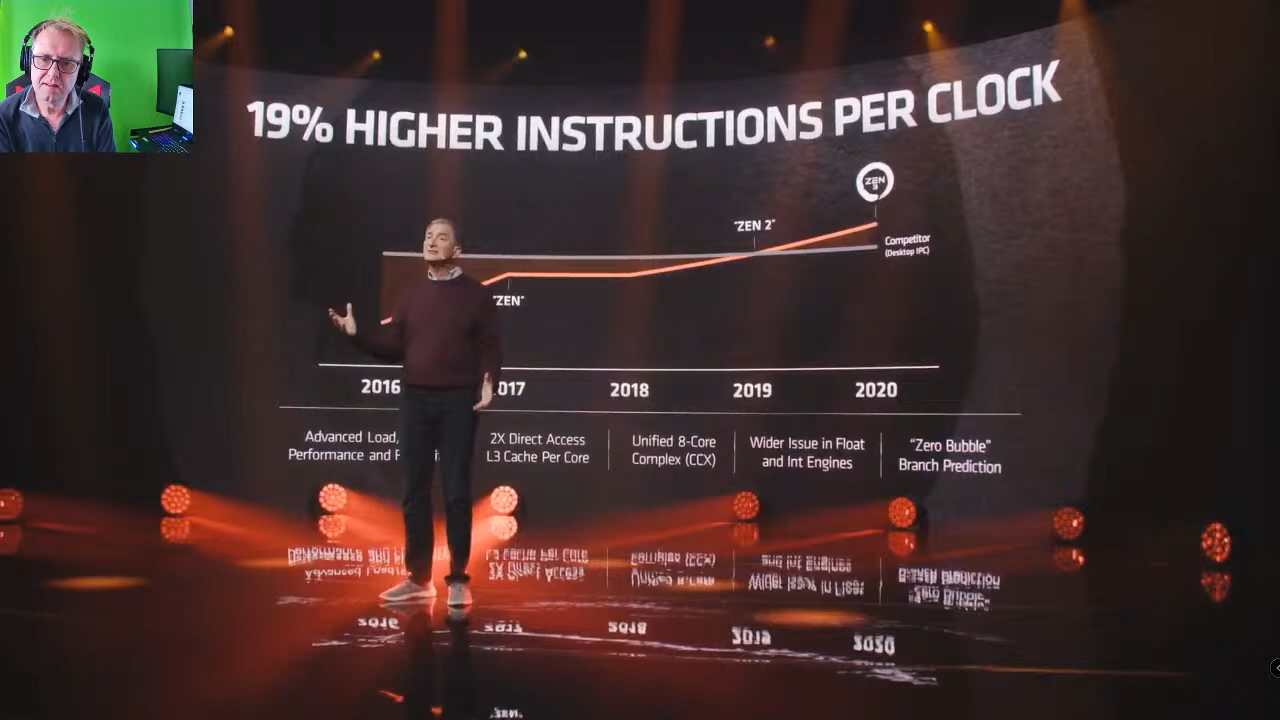 19% HIGHER INSTRUCTIONS PER CLOCK
ZEN 3
"ZEN 2"
Competitor
(Desktop IPC)
"ZEN"
2016 2017 2018 2019 2020
Advanced Load, 2X Direct Access Unified 8-Core Wider Issue in Float "Zero Bubble"
Performance and L3 Cache Per Core Complex (CCX) and Int Engines Branch Prediction